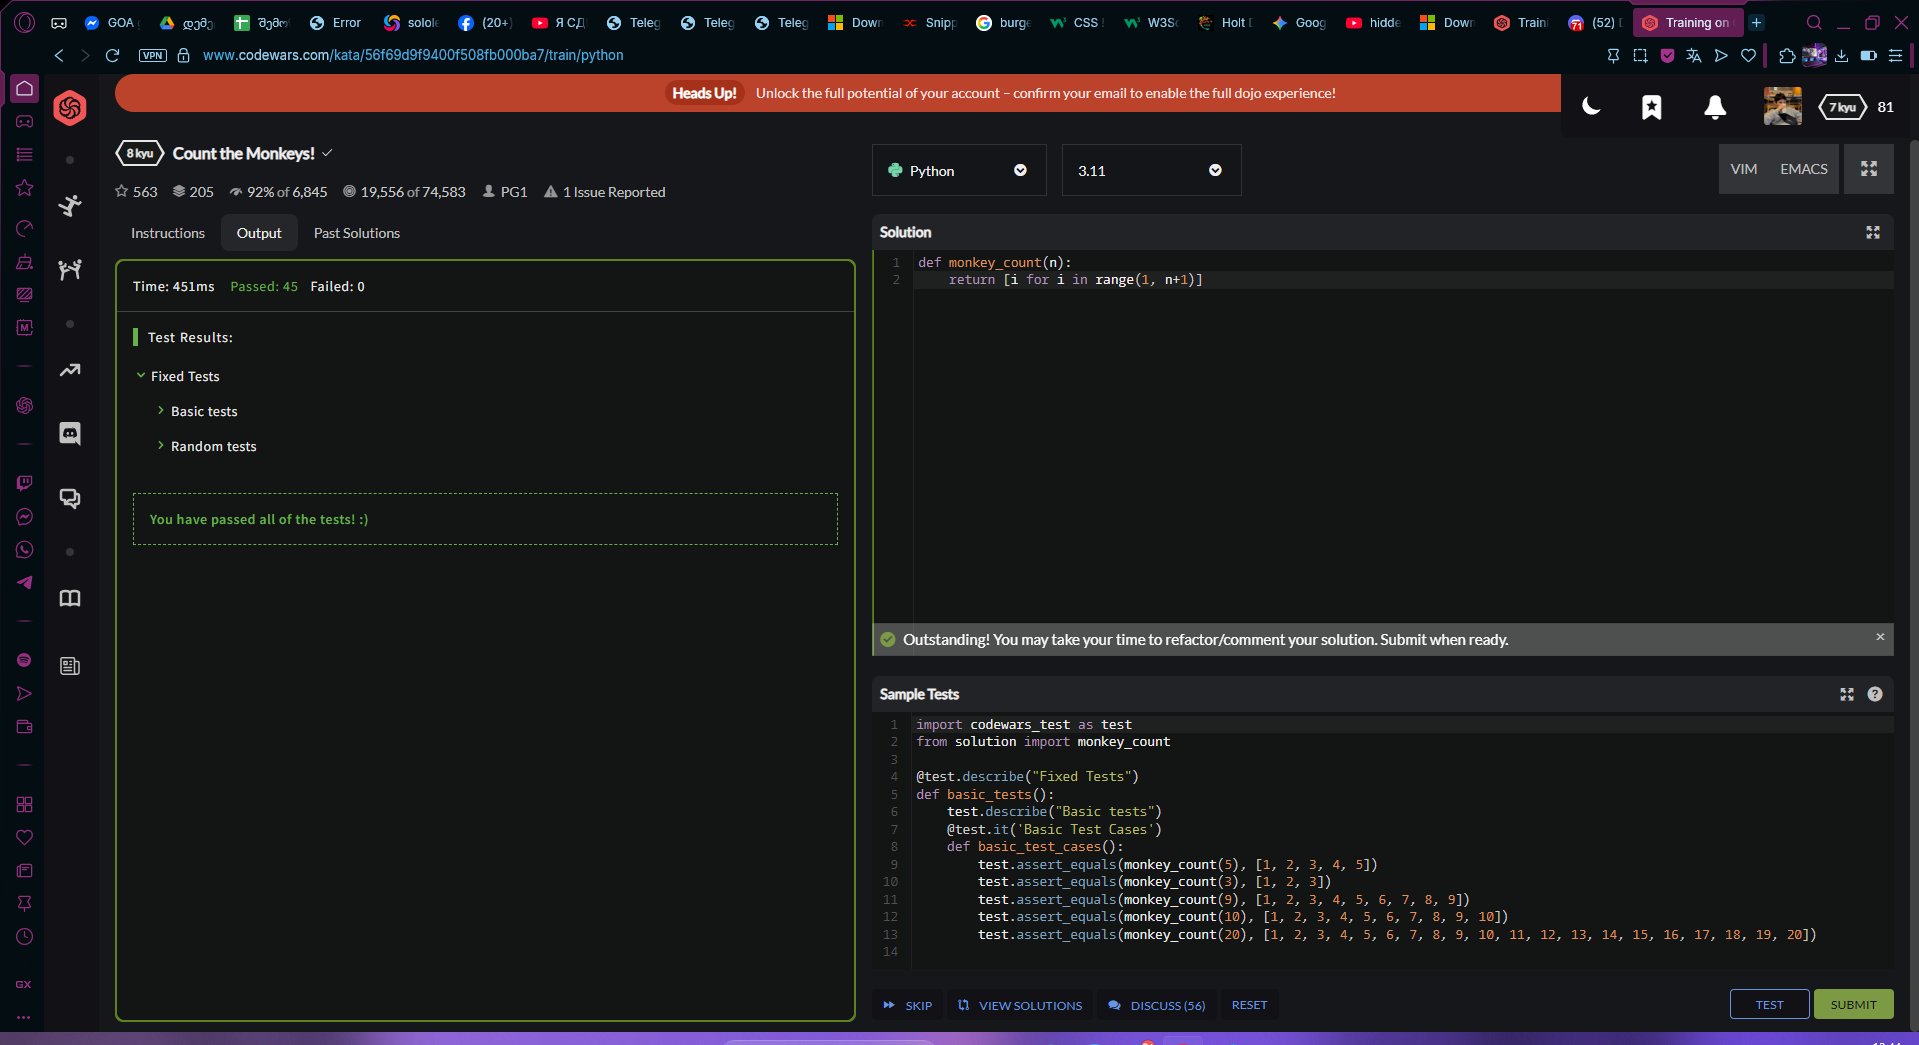 GOA
დემ
შემო
Error
solole
(20+)
Я СД
Teleg
Teleg
Teleg
Down
Snipp
burge
CSS
W3Sc
Holt D
Goog
hidde
Down
Traini
(52)
Training on
VPN
www.codewars.com/kata/56f69d9f9400f508fb000ba7/train/python
Heads Up! Unlock the full potential of your account – confirm your email to enable the full dojo experience!
7 kyu 81
8 kyu Count the Monkeys!
563 205 92% of 6,845 19,556 of 74,583 PG1 1 Issue Reported
Python
3.11
VIM EMACS
Instructions Output Past Solutions
Time: 451ms Passed: 45 Failed: 0
Test Results:
Fixed Tests
Basic tests
Random tests
You have passed all of the tests! :)
Solution
1 def monkey_count(n):
2 return [i for i in range(1, n+1)]
Outstanding! You may take your time to refactor/comment your solution. Submit when ready.
Sample Tests
1 import codewars_test as test
2 from solution import monkey_count
3
4 @test.describe("Fixed Tests")
5 def basic_tests():
6 test.describe("Basic tests")
7 @test.it('Basic Test Cases')
8 def basic_test_cases():
9 test.assert_equals(monkey_count(5), [1, 2, 3, 4, 5])
10 test.assert_equals(monkey_count(3), [1, 2, 3])
11 test.assert_equals(monkey_count(9), [1, 2, 3, 4, 5, 6, 7, 8, 9])
12 test.assert_equals(monkey_count(10), [1, 2, 3, 4, 5, 6, 7, 8, 9, 10])
13 test.assert_equals(monkey_count(20), [1, 2, 3, 4, 5, 6, 7, 8, 9, 10, 11, 12, 13, 14, 15, 16, 17, 18, 19, 20])
14
SKIP VIEW SOLUTIONS DISCUSS (56) RESET
TEST SUBMIT
GX